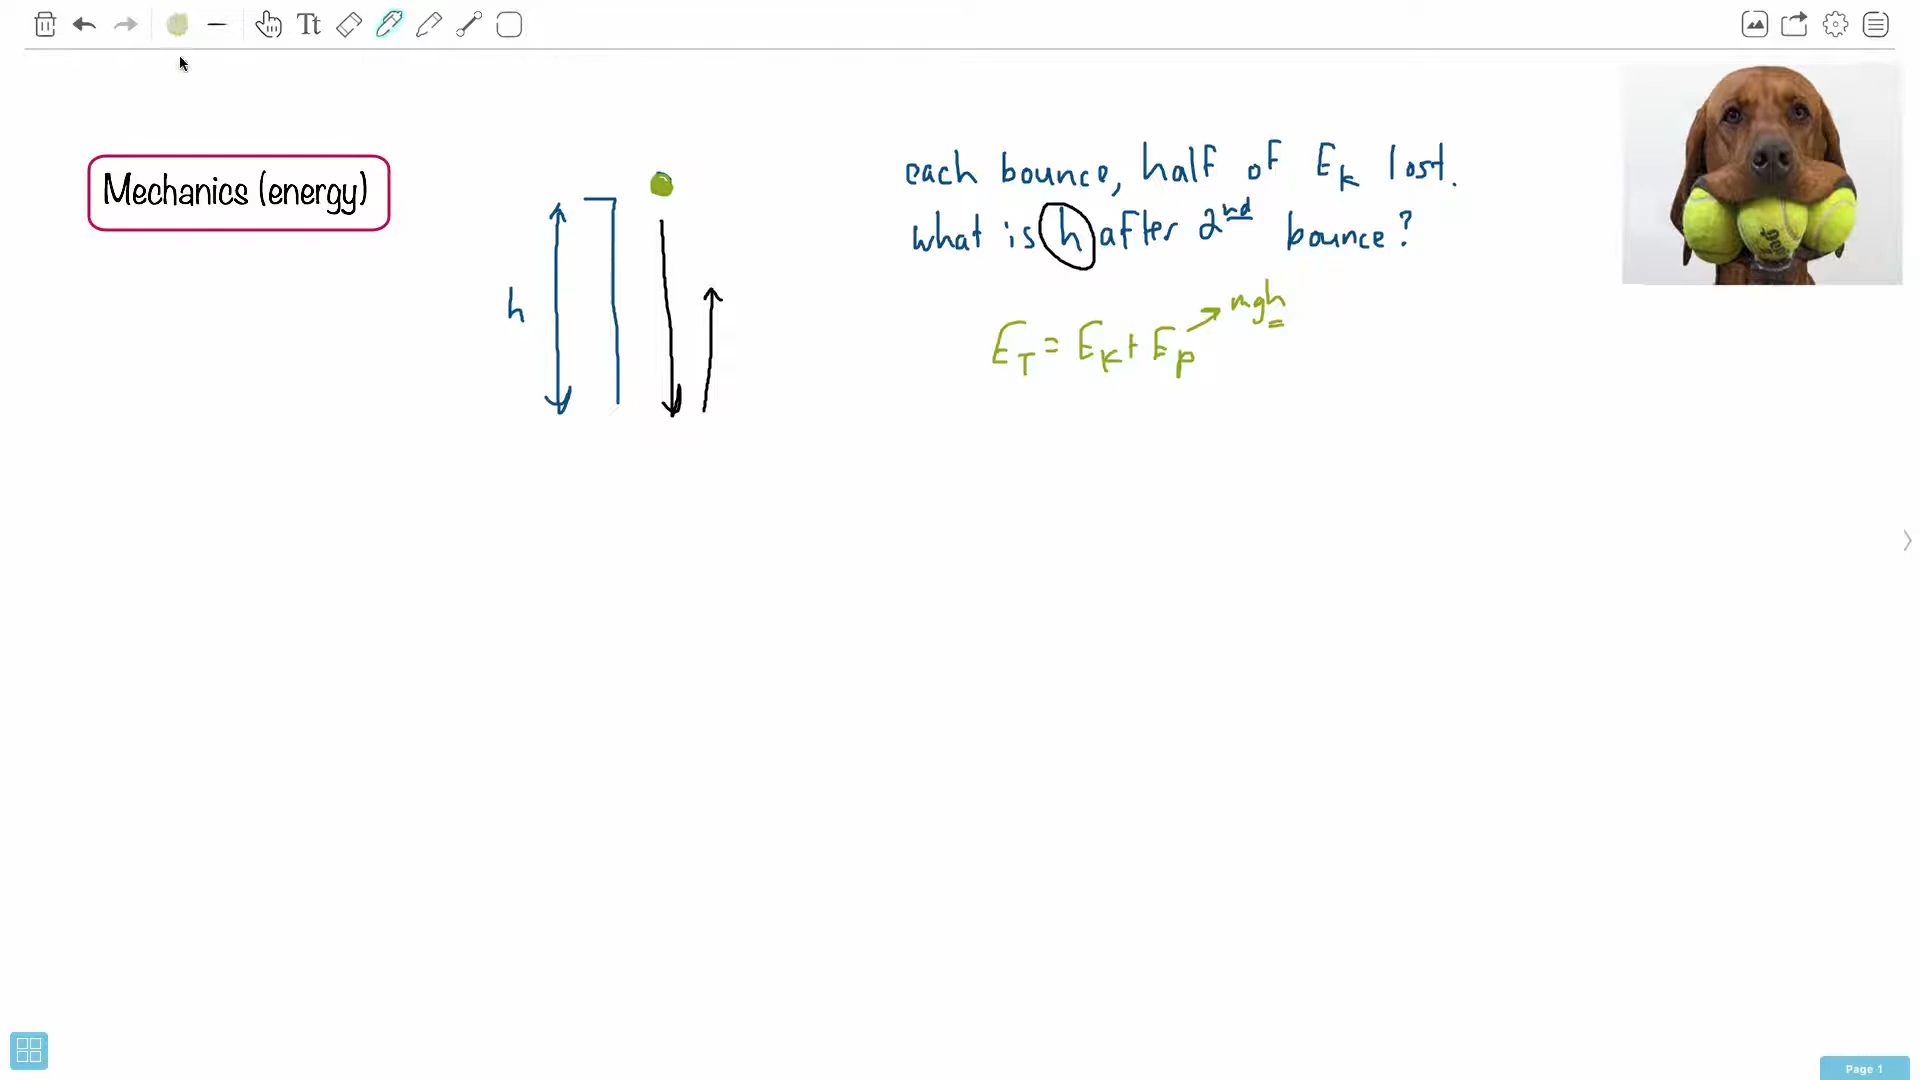 Tt
Mechanics (energy)
h
each bounce, half of Ek lost.
what is h after 2nd bounce?
mgh
ET = Ek + Ep
Page 1